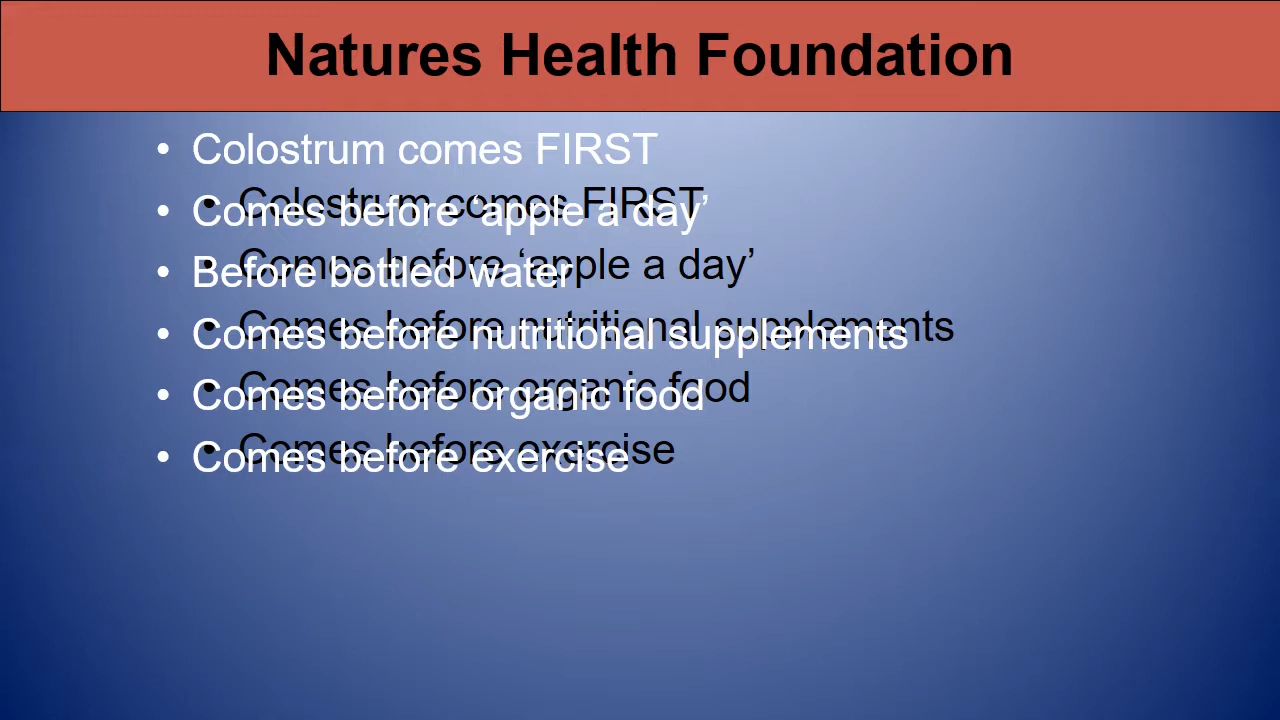 Natures Health Foundation
• Colostrum comes FIRST
• Colostrum comes FIRST
• Comes before ‘apple a day’
• Comes before ‘apple a day’
• Before bottled water
• Comes before nutritional supplements
• Comes before nutritional supplements
• Comes before organic food
• Comes before organic food
• Comes before exercise
• Comes before exercise